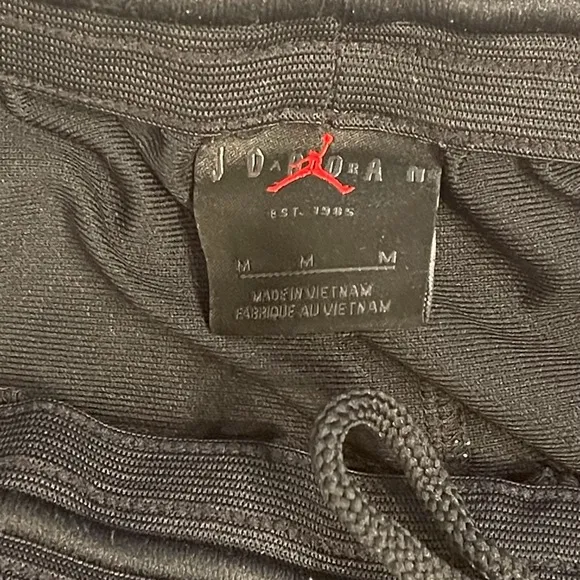 JORDAN
EST. 1985
M M M
MADE IN VIETNAM
FABRIQUE AU VIETNAM